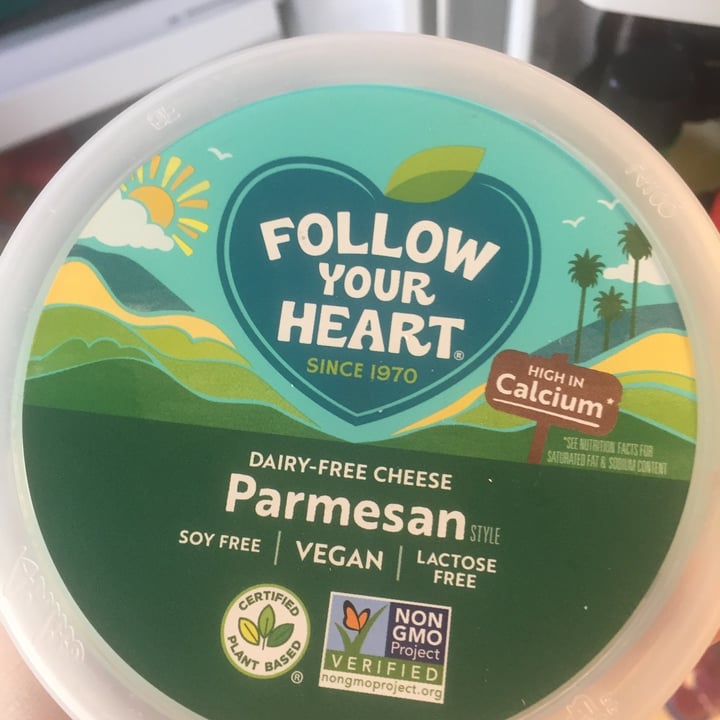 FOLLOW
YOUR
HEART®
SINCE 1970
HIGH IN
Calcium*
*SEE NUTRITION FACTS FOR
SATURATED FAT & SODIUM CONTENT
DAIRY-FREE CHEESE
Parmesan STYLE
SOY FREE | VEGAN | LACTOSE
FREE
CERTIFIED
PLANT BASED
®
NON
GMO
Project
VERIFIED
nongmoproject.org